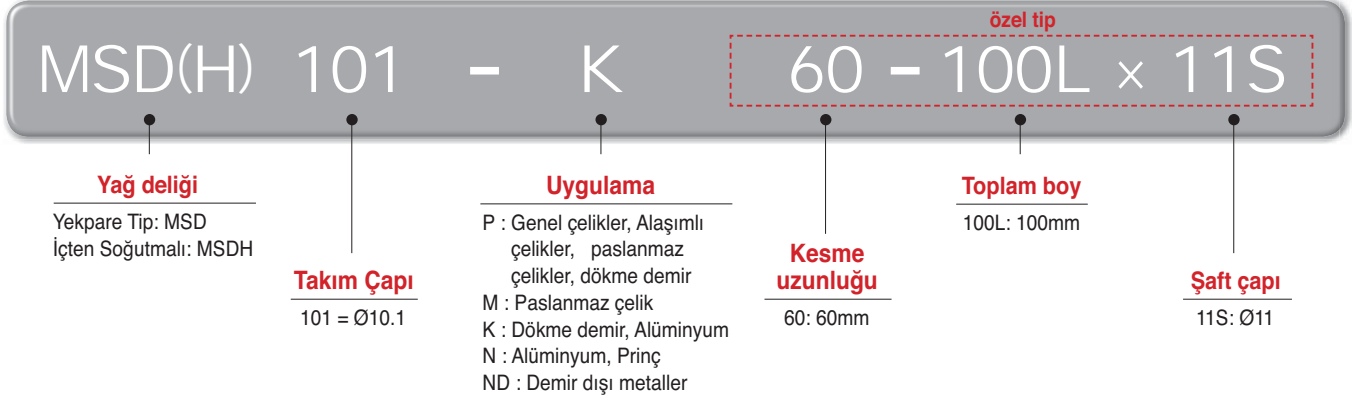 özel tip
MSD(H) 101 - K 60 - 100L × 11S
Yağ deliği
Yekpare Tip: MSD
İçten Soğutmalı: MSDH
Takım Çapı
101 = Ø10.1
Uygulama
P : Genel çelikler, Alaşımlı
çelikler, paslanmaz
çelikler, dökme demir
M : Paslanmaz çelik
K : Dökme demir, Alüminyum
N : Alüminyum, Prinç
ND : Demir dışı metaller
Kesme
uzunluğu
60: 60mm
Toplam boy
100L: 100mm
Şaft çapı
11S: Ø11